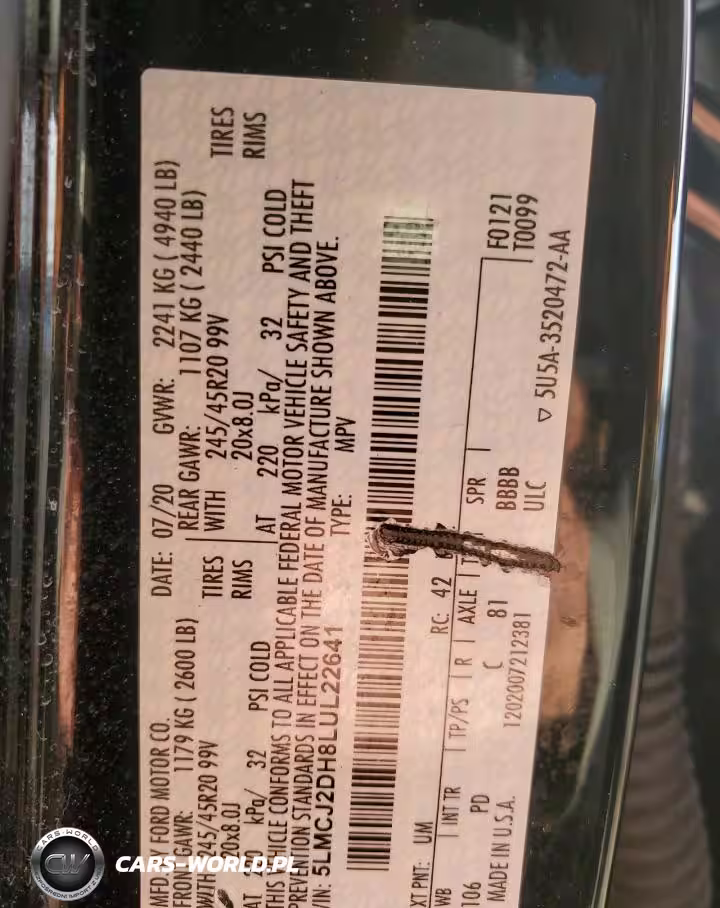 MFD. BY FORD MOTOR CO.
DATE: 07/20 GVWR: 2241 KG ( 4940 LB)
FRONT GAWR: 1179 KG ( 2600 LB) REAR GAWR: 1107 KG ( 2440 LB)
WITH 245/45R20 99V TIRES WITH 245/45R20 99V TIRES
20x8.0J RIMS 20x8.0J RIMS
AT kPa/ 32 PSI COLD AT 220 kPa/ 32 PSI COLD
THIS VEHICLE CONFORMS TO ALL APPLICABLE FEDERAL MOTOR VEHICLE SAFETY AND THEFT
PREVENTION STANDARDS IN EFFECT ON THE DATE OF MANUFACTURE SHOWN ABOVE.
VIN: 5LMCJ2DH8LUL22641 TYPE: MPV
EXT PNT: UM RC: 42
WB INT TR TP/PS R AXLE SPR F0121
106 PD C 81 BBBB T0099
MADE IN U.S.A. 1202007212381 ULC
▽ 5U5A-3520472-AA
CARS-WORLD
CW
CARS-WORLD.PL